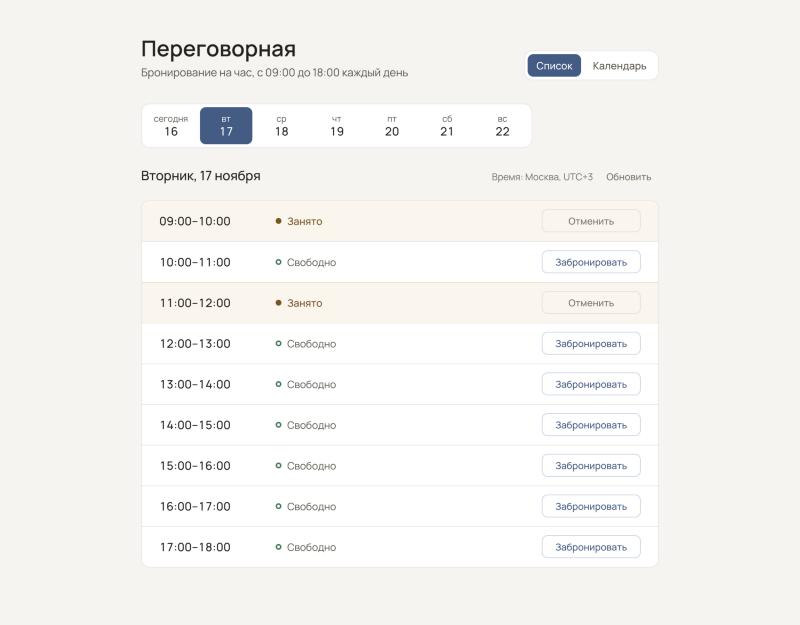 Переговорная
Бронирование на час, с 09:00 до 18:00 каждый день
Список Календарь
сегодня вт ср чт пт сб вс
16 17 18 19 20 21 22
Вторник, 17 ноября Время: Москва, UTC+3 Обновить
09:00–10:00 Занято Отменить
10:00–11:00 Свободно Забронировать
11:00–12:00 Занято Отменить
12:00–13:00 Свободно Забронировать
13:00–14:00 Свободно Забронировать
14:00–15:00 Свободно Забронировать
15:00–16:00 Свободно Забронировать
16:00–17:00 Свободно Забронировать
17:00–18:00 Свободно Забронировать